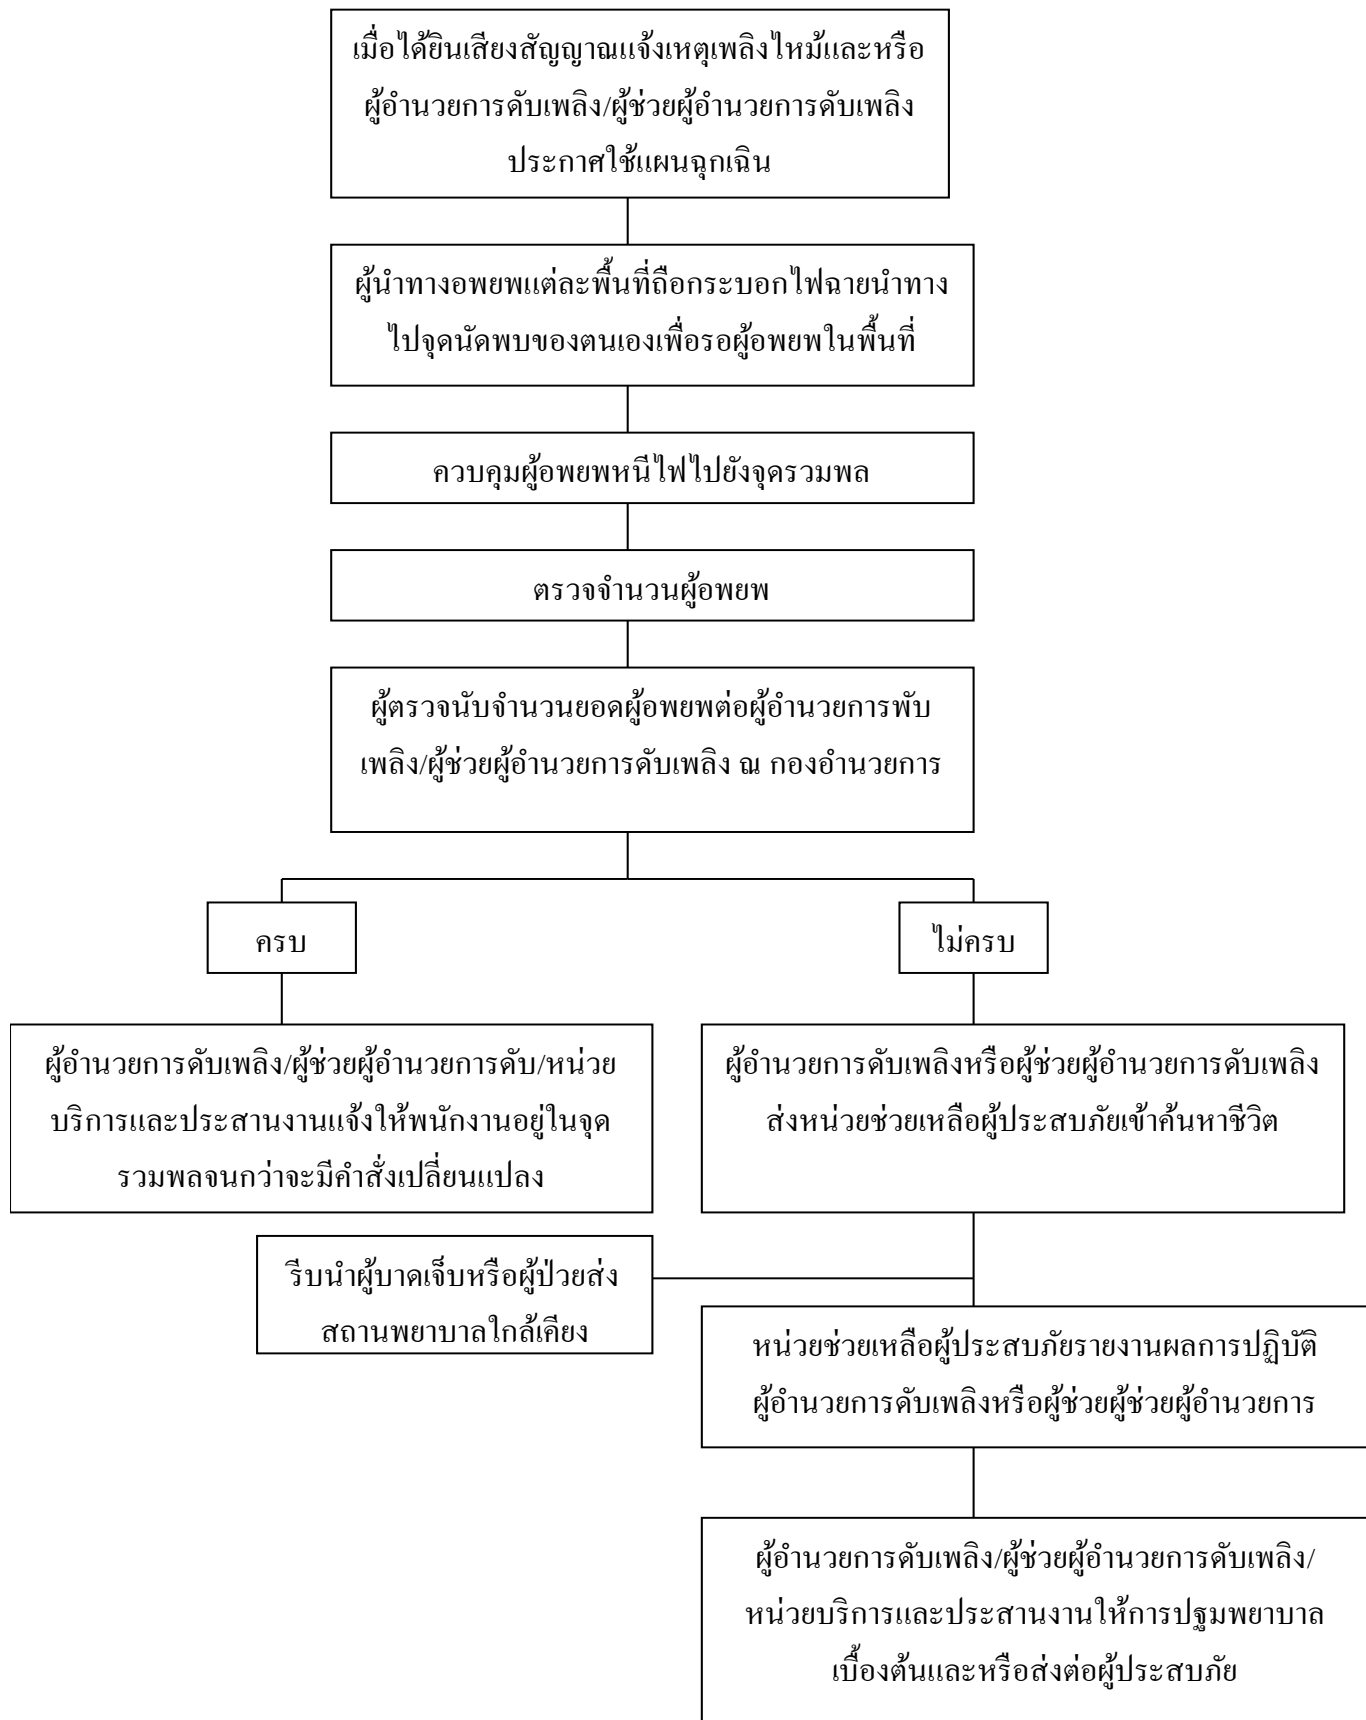 เมื่อได้ยินเสียงสัญญาณแจ้งเหตุเพลิงไหม้และหรือ
ผู้อำนวยการดับเพลิง/ผู้ช่วยผู้อำนวยการดับเพลิง
ประกาศใช้แผนฉุกเฉิน
ผู้นำทางอพยพแต่ละพื้นที่ถือกระบอกไฟฉายนำทาง
ไปจุดนัดพบของตนเองเพื่อรอผู้อพยพในพื้นที่
ควบคุมผู้อพยพหนีไฟไปยังจุดรวมพล
ตรวจจำนวนผู้อพยพ
ผู้ตรวจนับจำนวนยอดผู้อพยพต่อผู้อำนวยการพับ
เพลิง/ผู้ช่วยผู้อำนวยการดับเพลิง ณ กองอำนวยการ
ครบ
ไม่ครบ
ผู้อำนวยการดับเพลิง/ผู้ช่วยผู้อำนวยการดับ/หน่วย
บริการและประสานงานแจ้งให้พนักงานอยู่ในจุด
รวมพลจนกว่าจะมีคำสั่งเปลี่ยนแปลง
ผู้อำนวยการดับเพลิงหรือผู้ช่วยผู้อำนวยการดับเพลิง
ส่งหน่วยช่วยเหลือผู้ประสบภัยเข้าค้นหาชีวิต
รีบนำผู้บาดเจ็บหรือผู้ป่วยส่ง
สถานพยาบาลใกล้เคียง
หน่วยช่วยเหลือผู้ประสบภัยรายงานผลการปฏิบัติ
ผู้อำนวยการดับเพลิงหรือผู้ช่วยผู้ช่วยผู้อำนวยการ
ผู้อำนวยการดับเพลิง/ผู้ช่วยผู้อำนวยการดับเพลิง/
หน่วยบริการและประสานงานให้การปฐมพยาบาล
เบื้องต้นและหรือส่งต่อผู้ประสบภัย